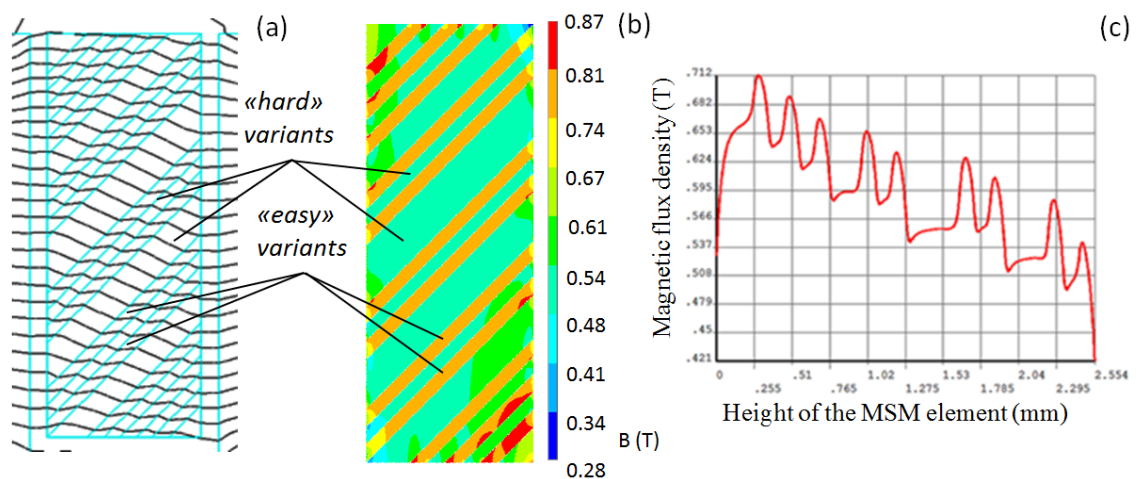 (a)
«hard»
variants
«easy»
variants
0.87
0.81
0.74
0.67
0.61
0.54
0.48
0.41
0.34
0.28
B (T)
(b)
(c)
Magnetic flux density (T)
.712
.682
.653
.624
.595
.566
.537
.508
.479
.45
.421
0 .51 1.02 1.53 2.04 2.554
.255 .765 1.275 1.785 2.295
Height of the MSM element (mm)